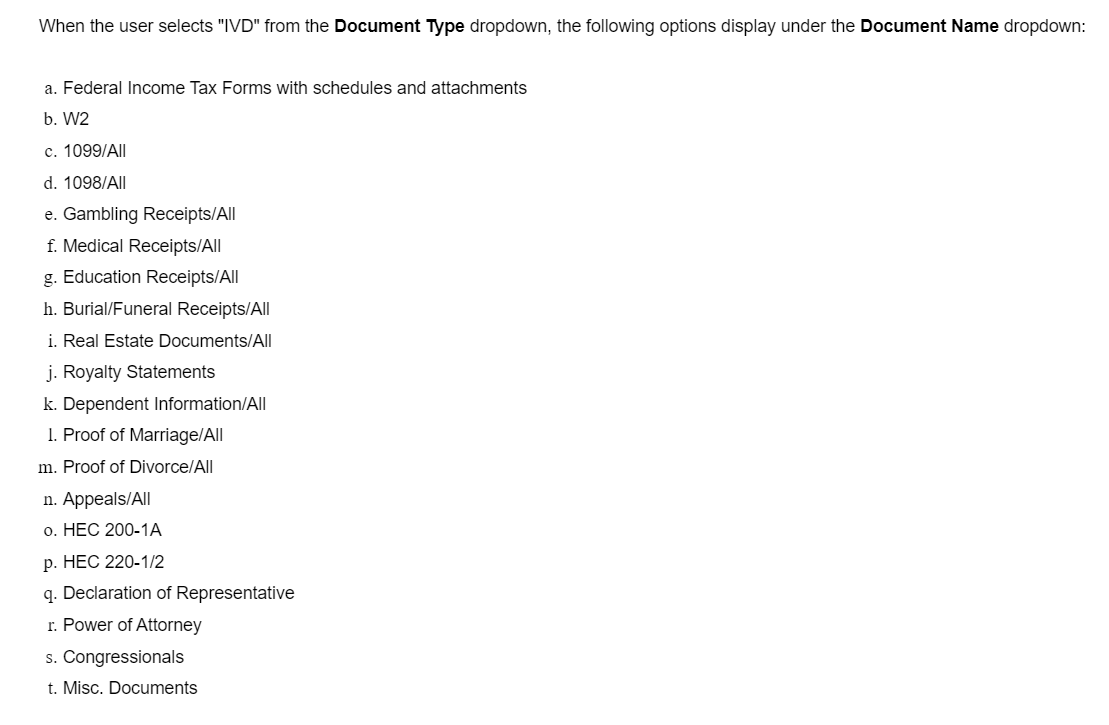 When the user selects "IVD" from the Document Type dropdown, the following options display under the Document Name dropdown:
a. Federal Income Tax Forms with schedules and attachments
b. W2
c. 1099/All
d. 1098/All
e. Gambling Receipts/All
f. Medical Receipts/All
g. Education Receipts/All
h. Burial/Funeral Receipts/All
i. Real Estate Documents/All
j. Royalty Statements
k. Dependent Information/All
l. Proof of Marriage/All
m. Proof of Divorce/All
n. Appeals/All
o. HEC 200-1A
p. HEC 220-1/2
q. Declaration of Representative
r. Power of Attorney
s. Congressionals
t. Misc. Documents